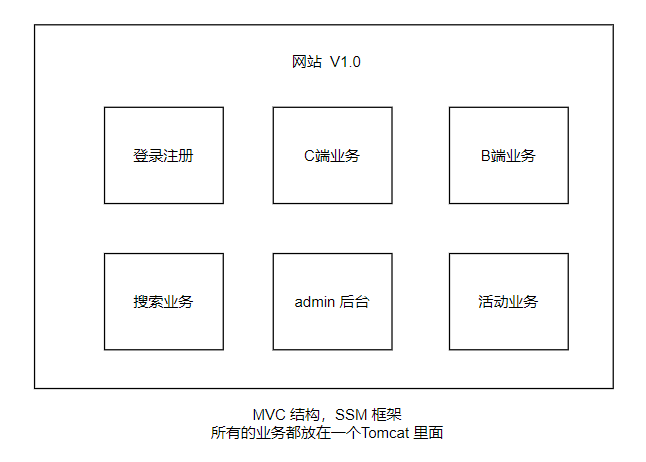 网站 V1.0
登录注册
C端业务
B端业务
搜索业务
admin 后台
活动业务
MVC 结构，SSM 框架
所有的业务都放在一个Tomcat 里面